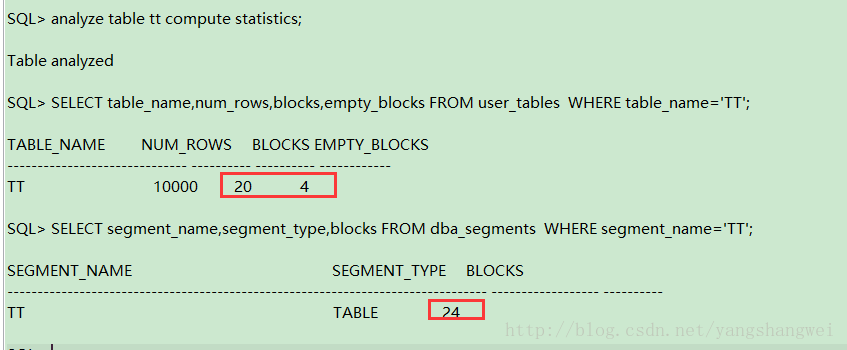 SQL> analyze table tt compute statistics;
Table analyzed
SQL> SELECT table_name,num_rows,blocks,empty_blocks FROM user_tables  WHERE table_name='TT';
TABLE_NAME NUM_ROWS BLOCKS EMPTY_BLOCKS
------------------------------ ---------- ---------- ------------
TT 10000 20 4
SQL> SELECT segment_name,segment_type,blocks FROM dba_segments  WHERE segment_name='TT';
SEGMENT_NAME SEGMENT_TYPE BLOCKS
-------------------------------------------------------------------------------- ------------------ ----------
TT TABLE 24
http://blog.csdn.net/yangshangwei